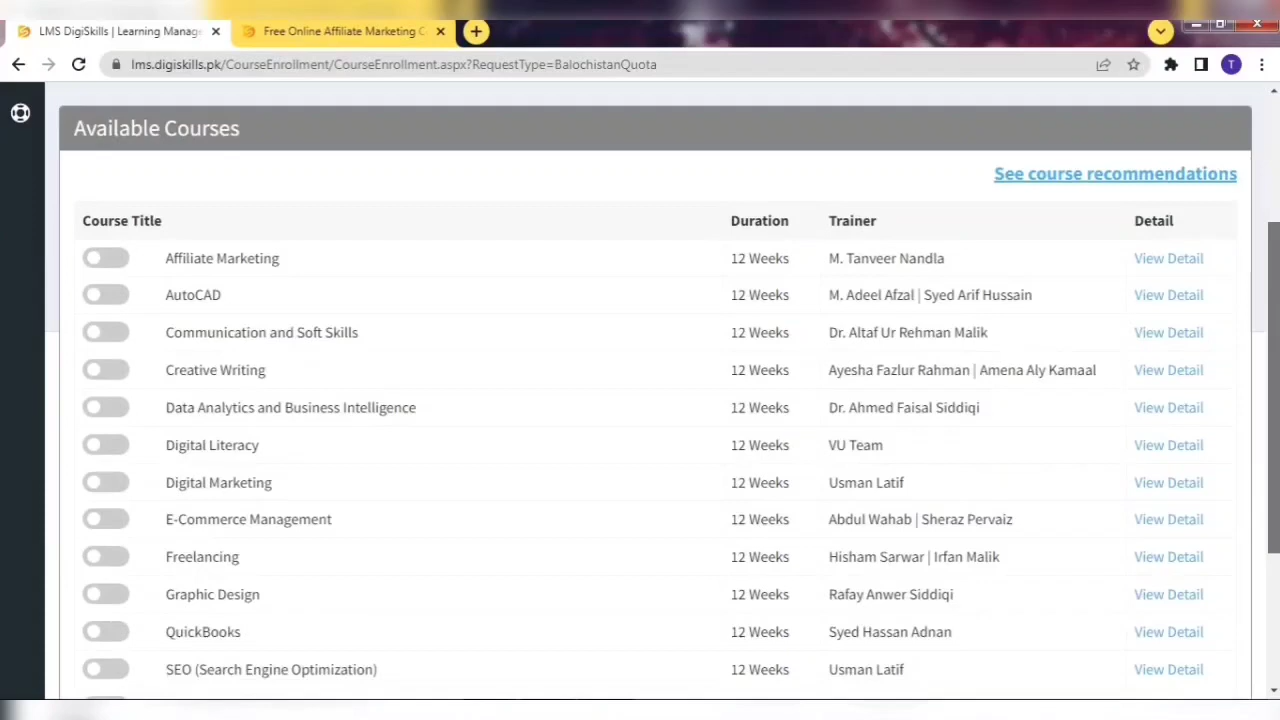 LMS DigiSkills | Learning Manag
Free Online Affiliate Marketing C
lms.digiskills.pk/CourseEnrollment/CourseEnrollment.aspx?RequestType=BalochistanQuota
T
Available Courses
See course recommendations
Course Title Duration Trainer Detail
Affiliate Marketing 12 Weeks M. Tanveer Nandla View Detail
AutoCAD 12 Weeks M. Adeel Afzal | Syed Arif Hussain View Detail
Communication and Soft Skills 12 Weeks Dr. Altaf Ur Rehman Malik View Detail
Creative Writing 12 Weeks Ayesha Fazlur Rahman | Amena Aly Kamaal View Detail
Data Analytics and Business Intelligence 12 Weeks Dr. Ahmed Faisal Siddiqi View Detail
Digital Literacy 12 Weeks VU Team View Detail
Digital Marketing 12 Weeks Usman Latif View Detail
E-Commerce Management 12 Weeks Abdul Wahab | Sheraz Pervaiz View Detail
Freelancing 12 Weeks Hisham Sarwar | Irfan Malik View Detail
Graphic Design 12 Weeks Rafay Anwer Siddiqi View Detail
QuickBooks 12 Weeks Syed Hassan Adnan View Detail
SEO (Search Engine Optimization) 12 Weeks Usman Latif View Detail